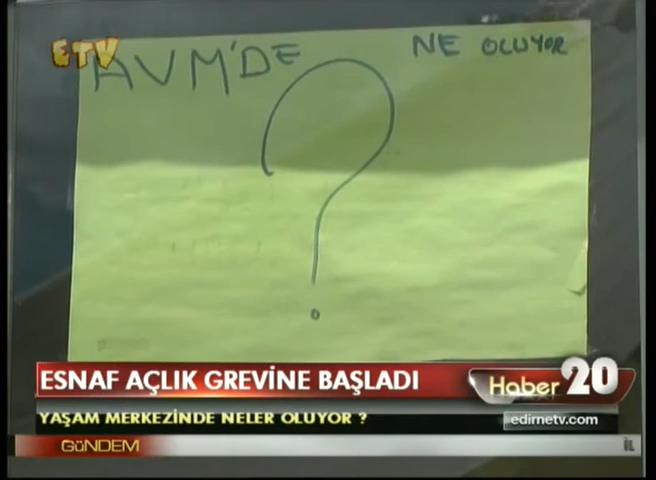 ETV
AVM'DE NE OLUYOR
?
ESNAF AÇLIK GREVİNE BAŞLADI
Haber 20
YAŞAM MERKEZİNDE NELER OLUYOR ?
edirnetv.com
GÜNDEM
İL